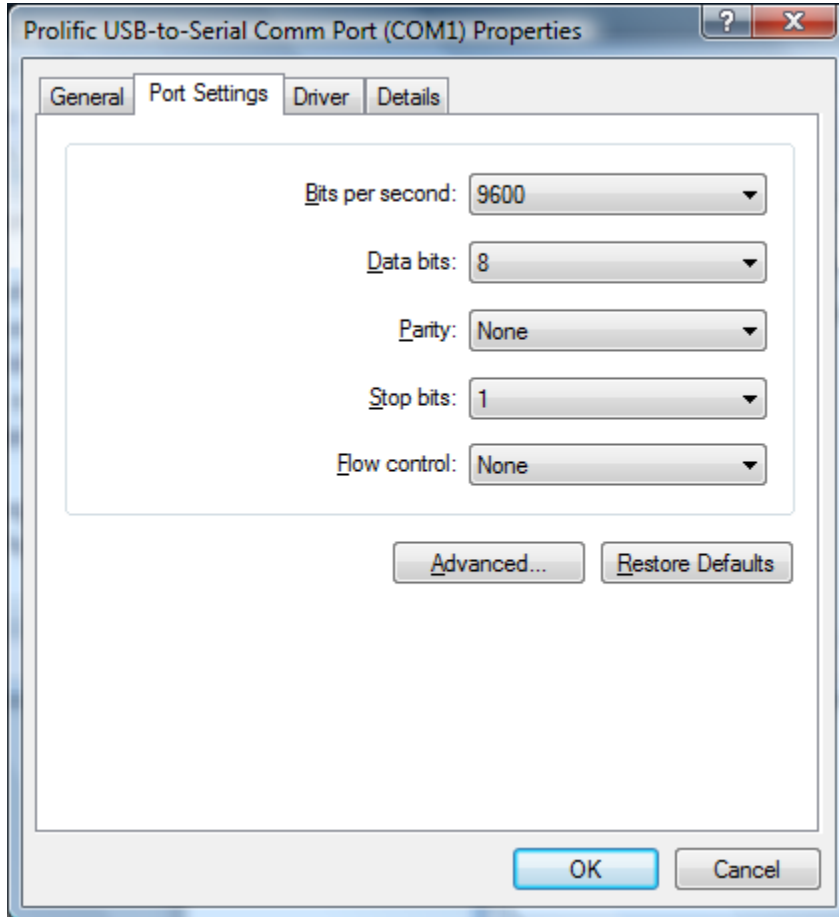 Prolific USB-to-Serial Comm Port (COM1) Properties
?
X
General Port Settings Driver Details
Bits per second: 9600
Data bits: 8
Parity: None
Stop bits: 1
Flow control: None
Advanced... Restore Defaults
OK Cancel